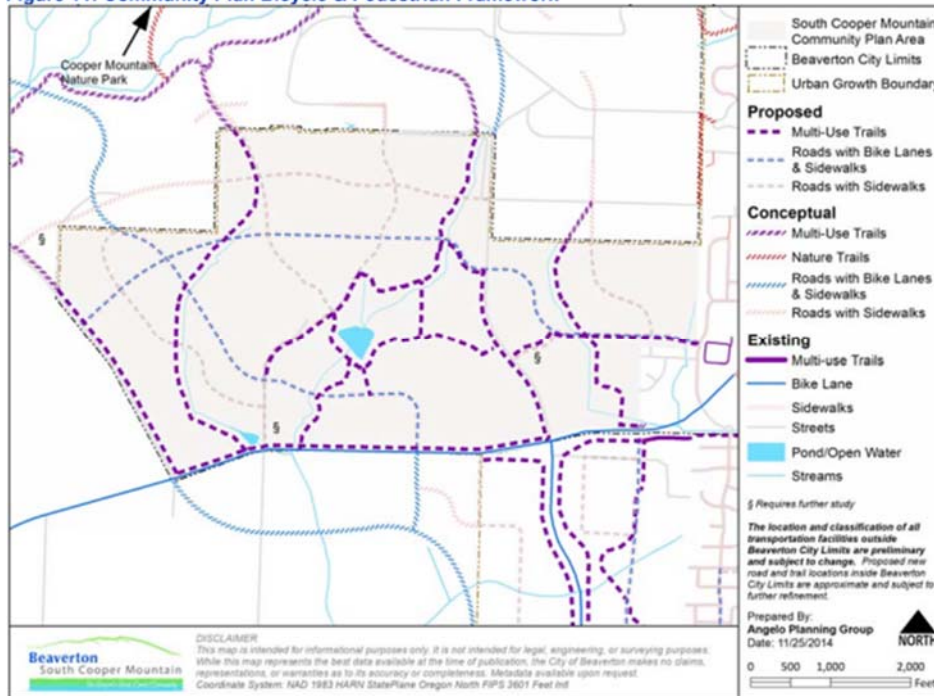 Figure 11: Community Plan Bicycle & Pedestrian Framework
Cooper Mountain
Nature Park
§
§
§
South Cooper Mountain
Community Plan Area
Beaverton City Limits
Urban Growth Boundary
Proposed
Multi-Use Trails
Roads with Bike Lanes
& Sidewalks
Roads with Sidewalks
Conceptual
Multi-Use Trails
Nature Trails
Roads with Bike Lanes
& Sidewalks
Roads with Sidewalks
Existing
Multi-use Trails
Bike Lane
Sidewalks
Streets
Pond/Open Water
Streams
§ Requires further study
The location and classification of all
transportation facilities outside
Beaverton City Limits are preliminary
and subject to change. Proposed new
road and trail locations inside Beaverton
City Limits are approximate and subject to
further refinement.
Prepared By:
Angelo Planning Group
Date: 11/25/2014
NORTH
0 500 1,000 2,000
Feet
Beaverton
South Cooper Mountain
DISCLAIMER
This map is intended for informational purposes only. It is not intended for legal, engineering, or surveying purposes.
While this map represents the best data available at the time of publication, the City of Beaverton makes no claims,
representations, or warranties as to its accuracy or completeness. Metadata available upon request.
Coordinate System: NAD 1983 HARN StatePlane Oregon North FIPS 3601 Feet Intl